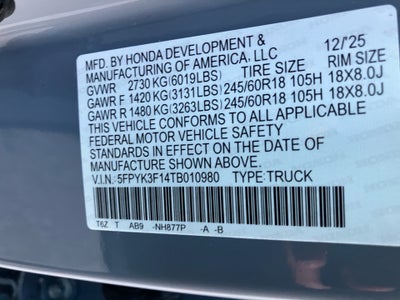 MFD. BY HONDA DEVELOPMENT & 12/'25
MANUFACTURING OF AMERICA, LLC
GVWR 2730 KG (6019LBS) TIRE SIZE RIM SIZE
GAWR F 1420 KG (3131LBS) 245/60R18 105H 18X8.0J
GAWR R 1480 KG (3263LBS) 245/60R18 105H 18X8.0J
THIS VEHICLE CONFORMS TO ALL APPLICABLE
FEDERAL MOTOR VEHICLE SAFETY
STANDARDS IN EFFECT ON THE DATE OF
MANUFACTURE SHOWN ABOVE.
V.I.N.: 5FPYK3F14TB010980 TYPE:TRUCK
T6Z T AB9 -NH877P -A -B